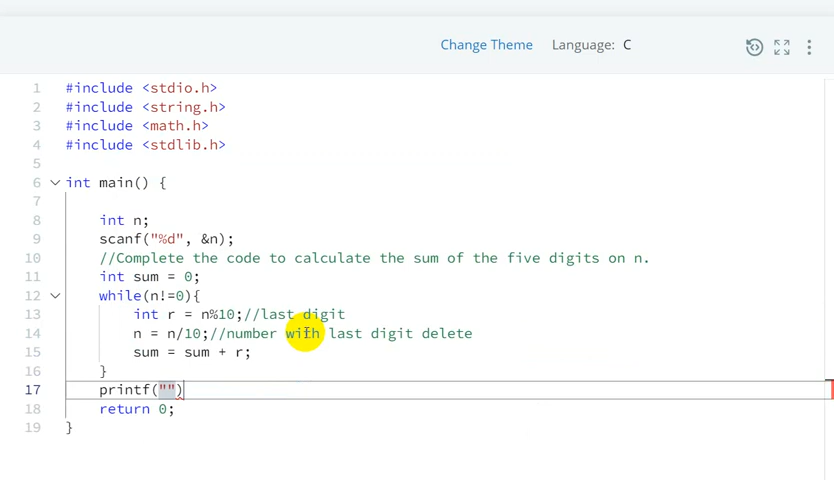 Change Theme Language: C
1 #include <stdio.h>
2 #include <string.h>
3 #include <math.h>
4 #include <stdlib.h>
5
6 int main() {
7
8 int n;
9 scanf("%d", &n);
10 //Complete the code to calculate the sum of the five digits on n.
11 int sum = 0;
12 while(n!=0){
13 int r = n%10;//last digit
14 n = n/10;//number with last digit delete
15 sum = sum + r;
16 }
17 printf("")
18 return 0;
19 }